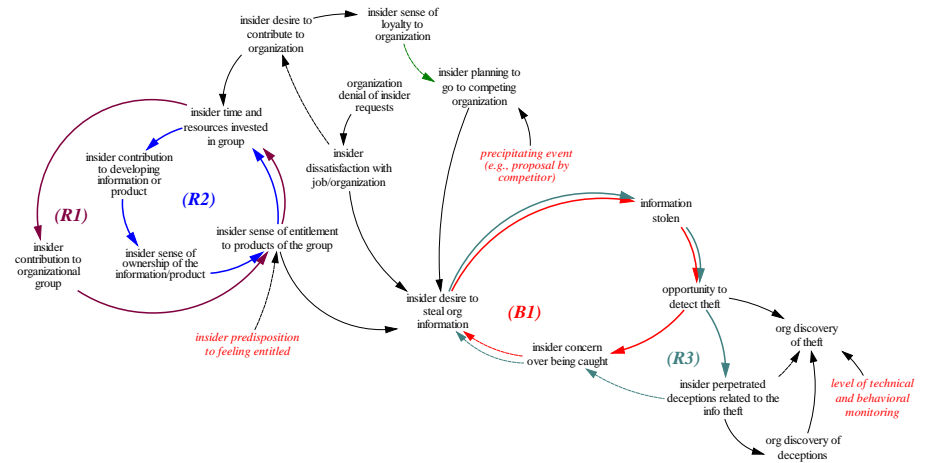 insider desire to
contribute to
organization
insider sense of
loyalty to
organization
insider planning to
go to competing
organization
organization
denial of insider
requests
insider time and
resources invested
in group
insider
dissatisfaction with
job/organization
precipitating event
(e.g., proposal by
competitor)
insider contribution
to developing
information or
product
(R2)
(R1)
information
stolen
insider sense of entitlement
to products of the group
insider
contribution to
organizational
group
insider sense of
ownership of the
information/product
opportunity to
detect theft
insider desire to
steal org
information
(B1)
org discovery
of theft
insider predisposition
to feeling entitled
insider concern
over being caught
(R3)
insider perpetrated
deceptions related to the
info theft
level of technical
and behavioral
monitoring
org discovery of
deceptions